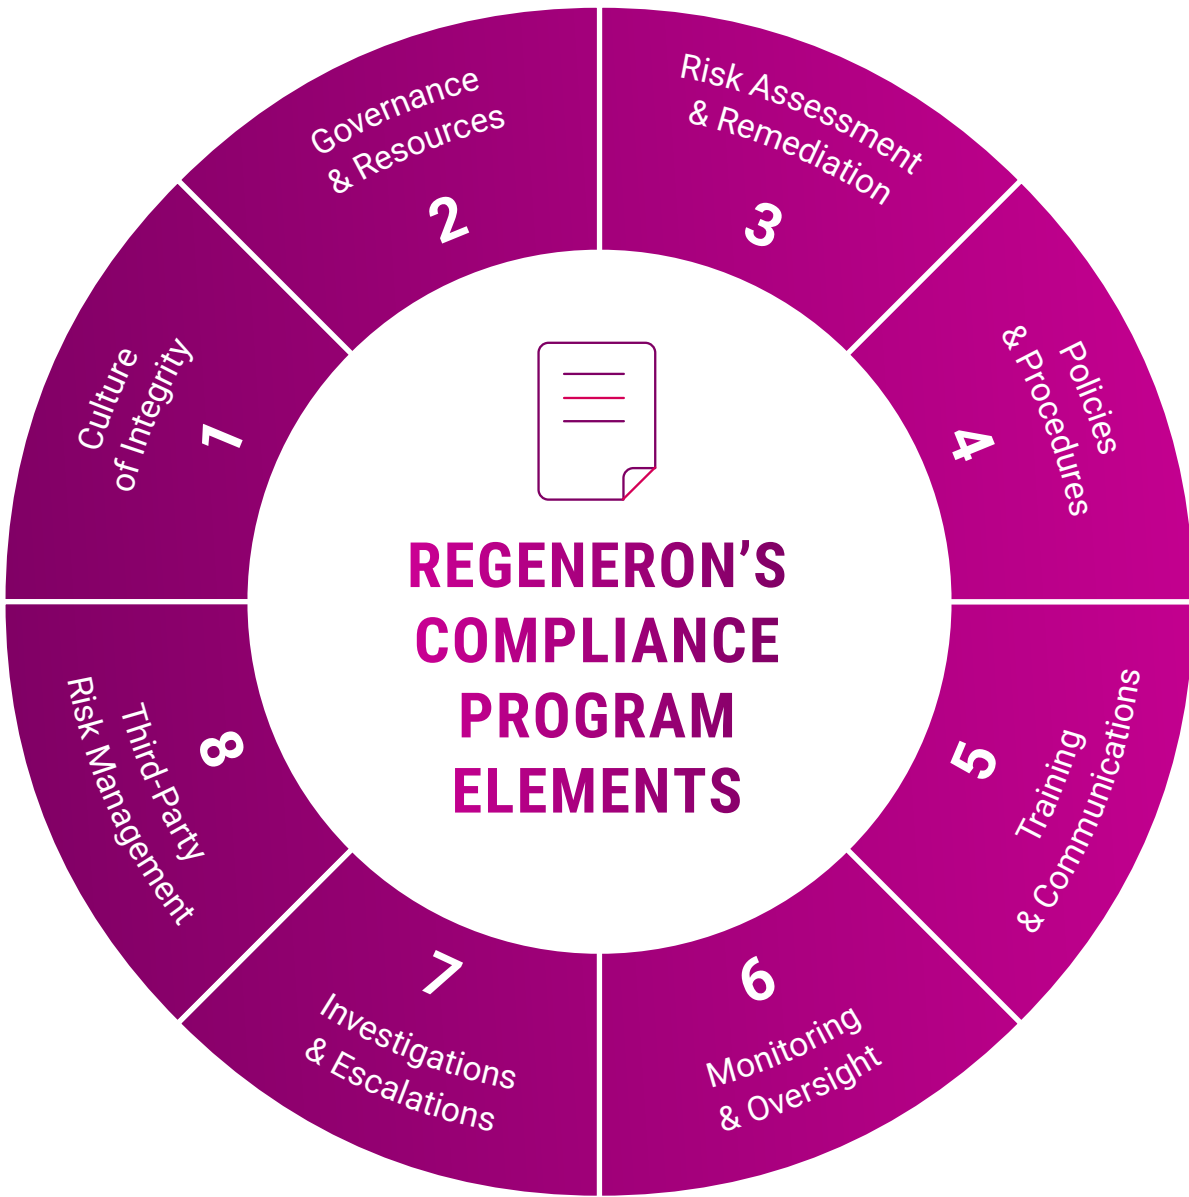 REGENERON’S
COMPLIANCE
PROGRAM
ELEMENTS
Culture
of Integrity
1
Governance
& Resources
2
Risk Assessment
& Remediation
3
Policies
& Procedures
4
Training
& Communications
5
Monitoring
& Oversight
6
Investigations
& Escalations
7
Third-Party
Risk Management
8